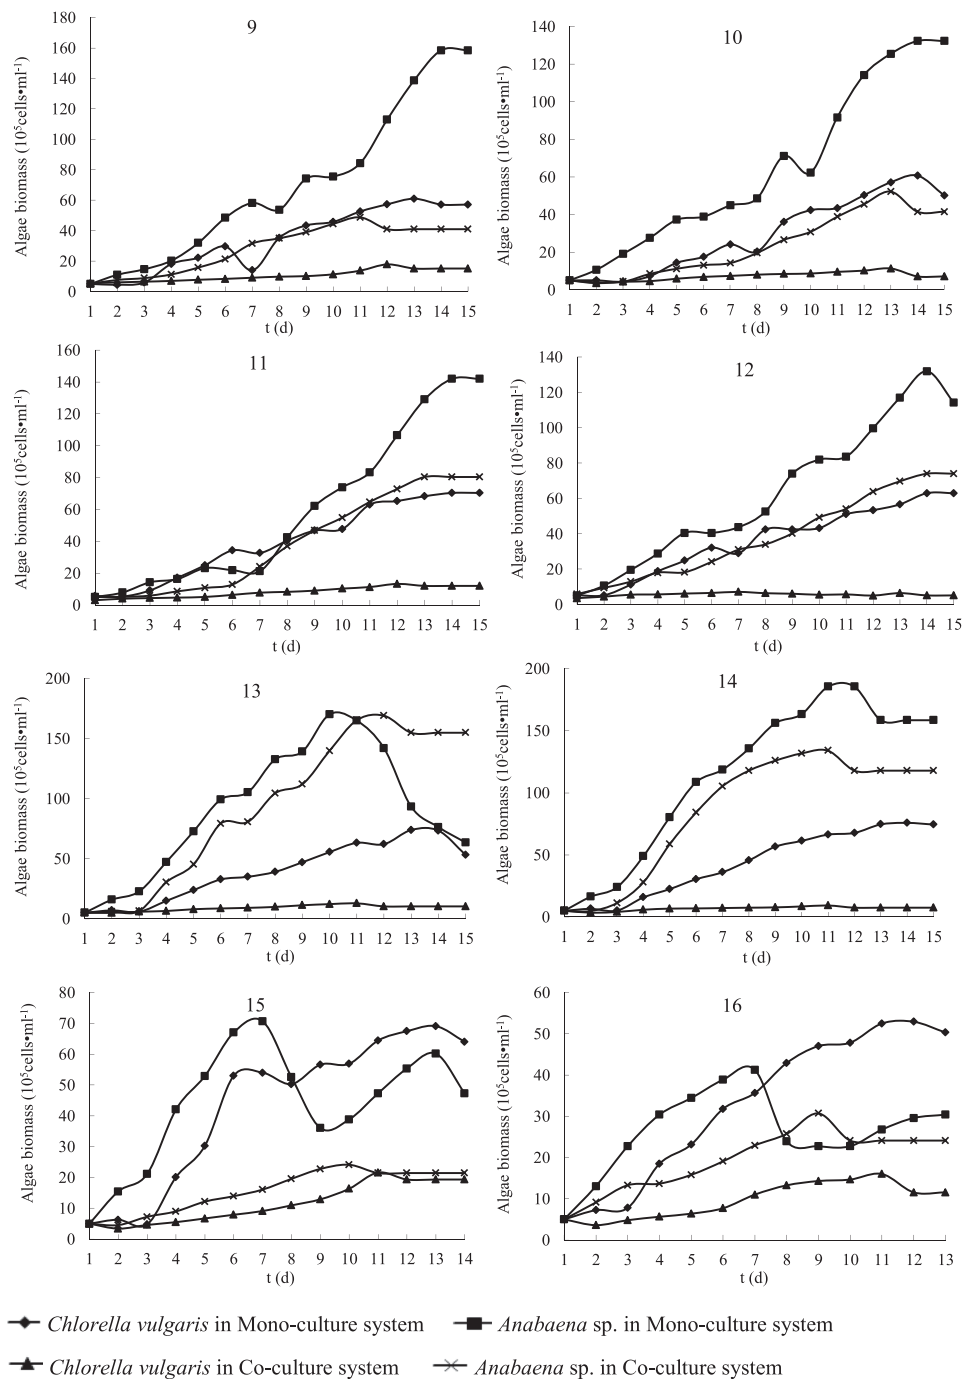 9
Algae biomass (10⁵cells•ml⁻¹)
180
160
140
120
100
80
60
40
20
0
1 2 3 4 5 6 7 8 9 10 11 12 13 14 15
t (d)
10
Algae biomass (10⁵cells•ml⁻¹)
140
120
100
80
60
40
20
0
1 2 3 4 5 6 7 8 9 10 11 12 13 14 15
t (d)
11
Algae biomass (10⁵cells•ml⁻¹)
160
140
120
100
80
60
40
20
0
1 2 3 4 5 6 7 8 9 10 11 12 13 14 15
t (d)
12
Algae biomass (10⁵cells•ml⁻¹)
140
120
100
80
60
40
20
0
1 2 3 4 5 6 7 8 9 10 11 12 13 14 15
t (d)
13
Algae biomass (10⁵cells•ml⁻¹)
200
150
100
50
0
1 2 3 4 5 6 7 8 9 10 11 12 13 14 15
t (d)
14
Algae biomass (10⁵cells•ml⁻¹)
200
150
100
50
0
1 2 3 4 5 6 7 8 9 10 11 12 13 14 15
t (d)
15
Algae biomass (10⁵cells•ml⁻¹)
80
70
60
50
40
30
20
10
0
1 2 3 4 5 6 7 8 9 10 11 12 13 14
t (d)
16
Algae biomass (10⁵cells•ml⁻¹)
60
50
40
30
20
10
0
1 2 3 4 5 6 7 8 9 10 11 12 13
t (d)
Chlorella vulgaris in Mono-culture system
Anabaena sp. in Mono-culture system
Chlorella vulgaris in Co-culture system
Anabaena sp. in Co-culture system